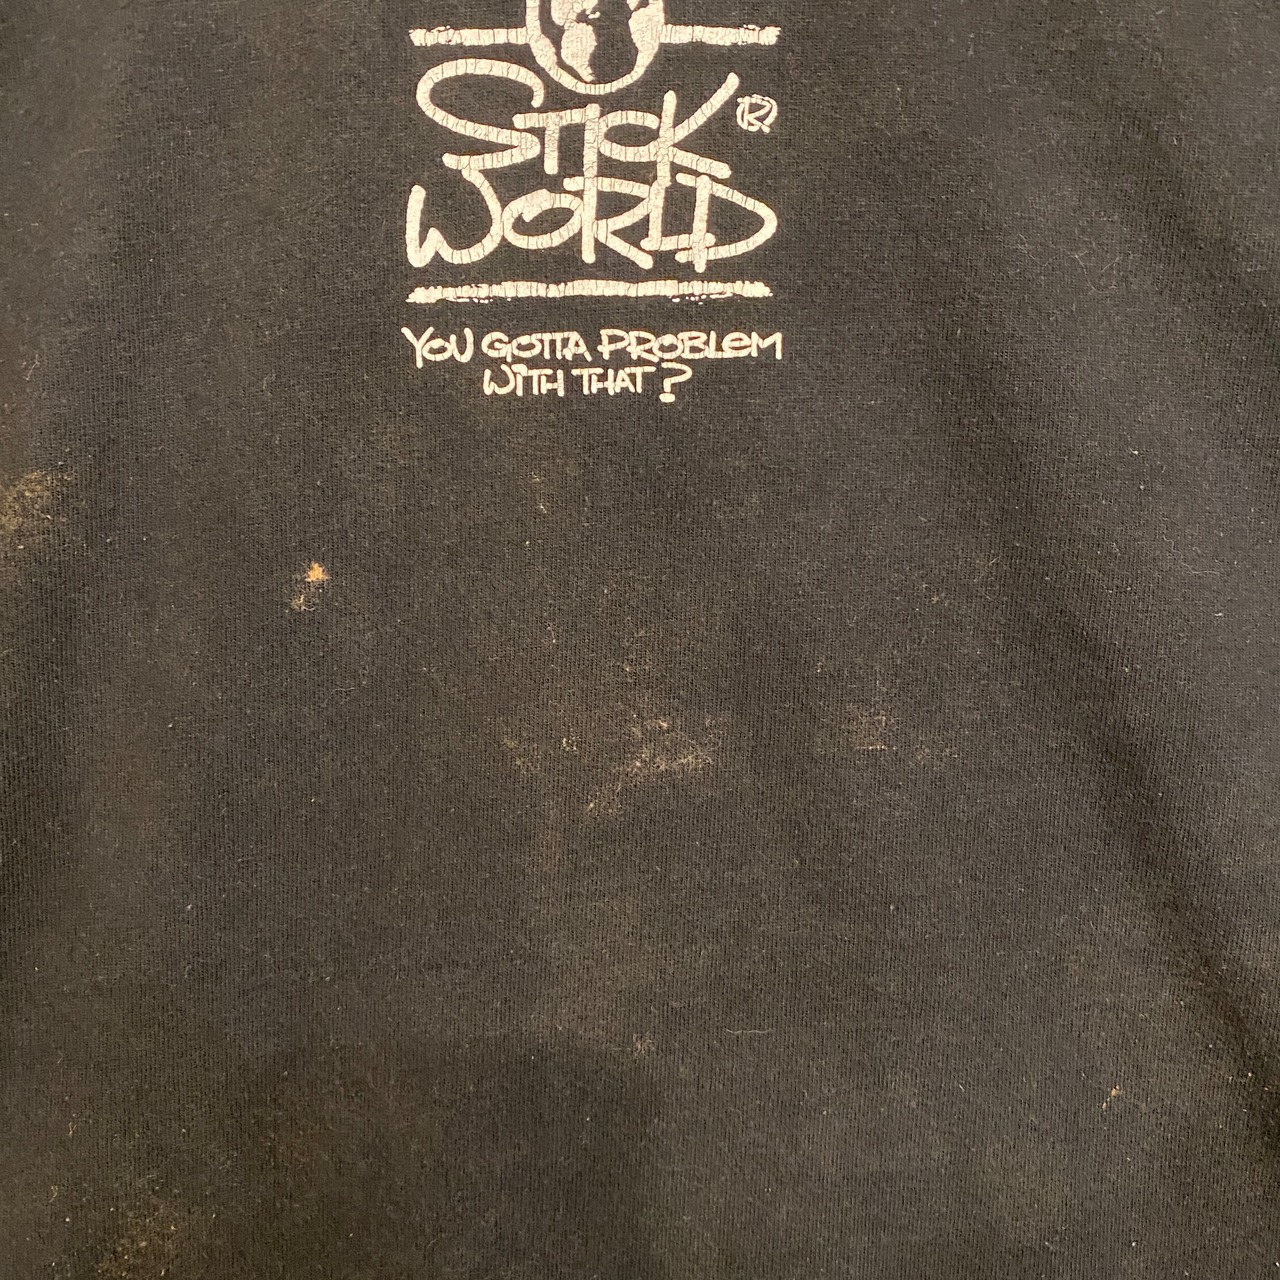 STICK ®
WORLD
YOU GOTTA PROBLEM
WITH THAT?